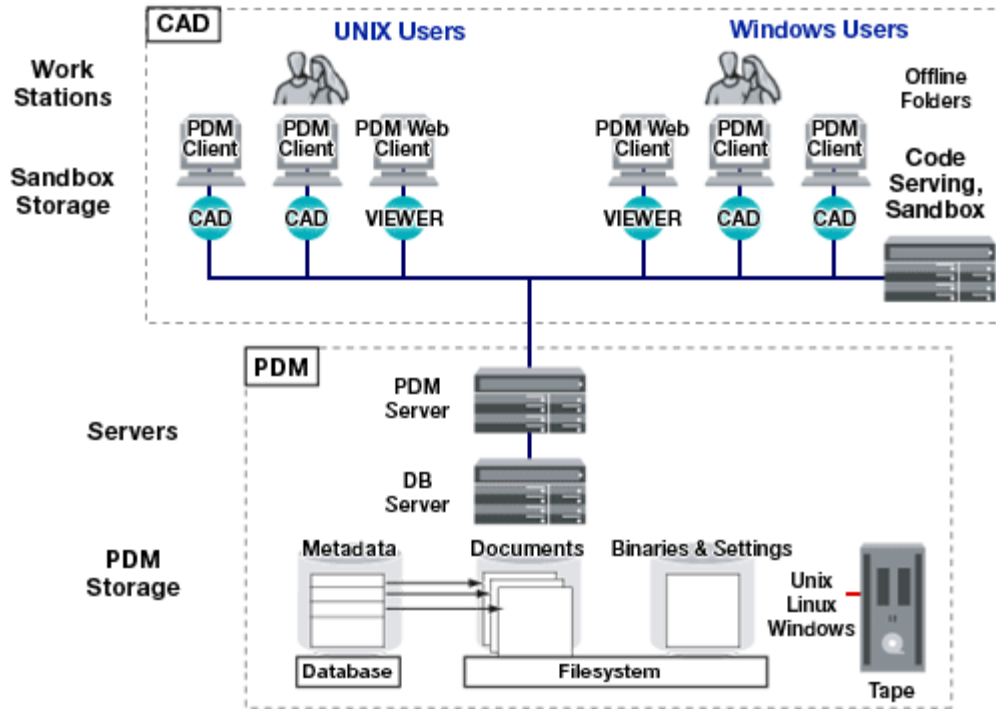 CAD
UNIX Users
Windows Users
Work
Stations
Offline
Folders
PDM
Client
PDM
Client
PDM Web
Client
PDM Web
Client
PDM
Client
PDM
Client
Sandbox
Storage
Code
Serving,
Sandbox
CAD
CAD
VIEWER
VIEWER
CAD
CAD
PDM
PDM
Server
Servers
DB
Server
PDM
Storage
Metadata
Documents
Binaries & Settings
Unix
Linux
Windows
Database
Filesystem
Tape